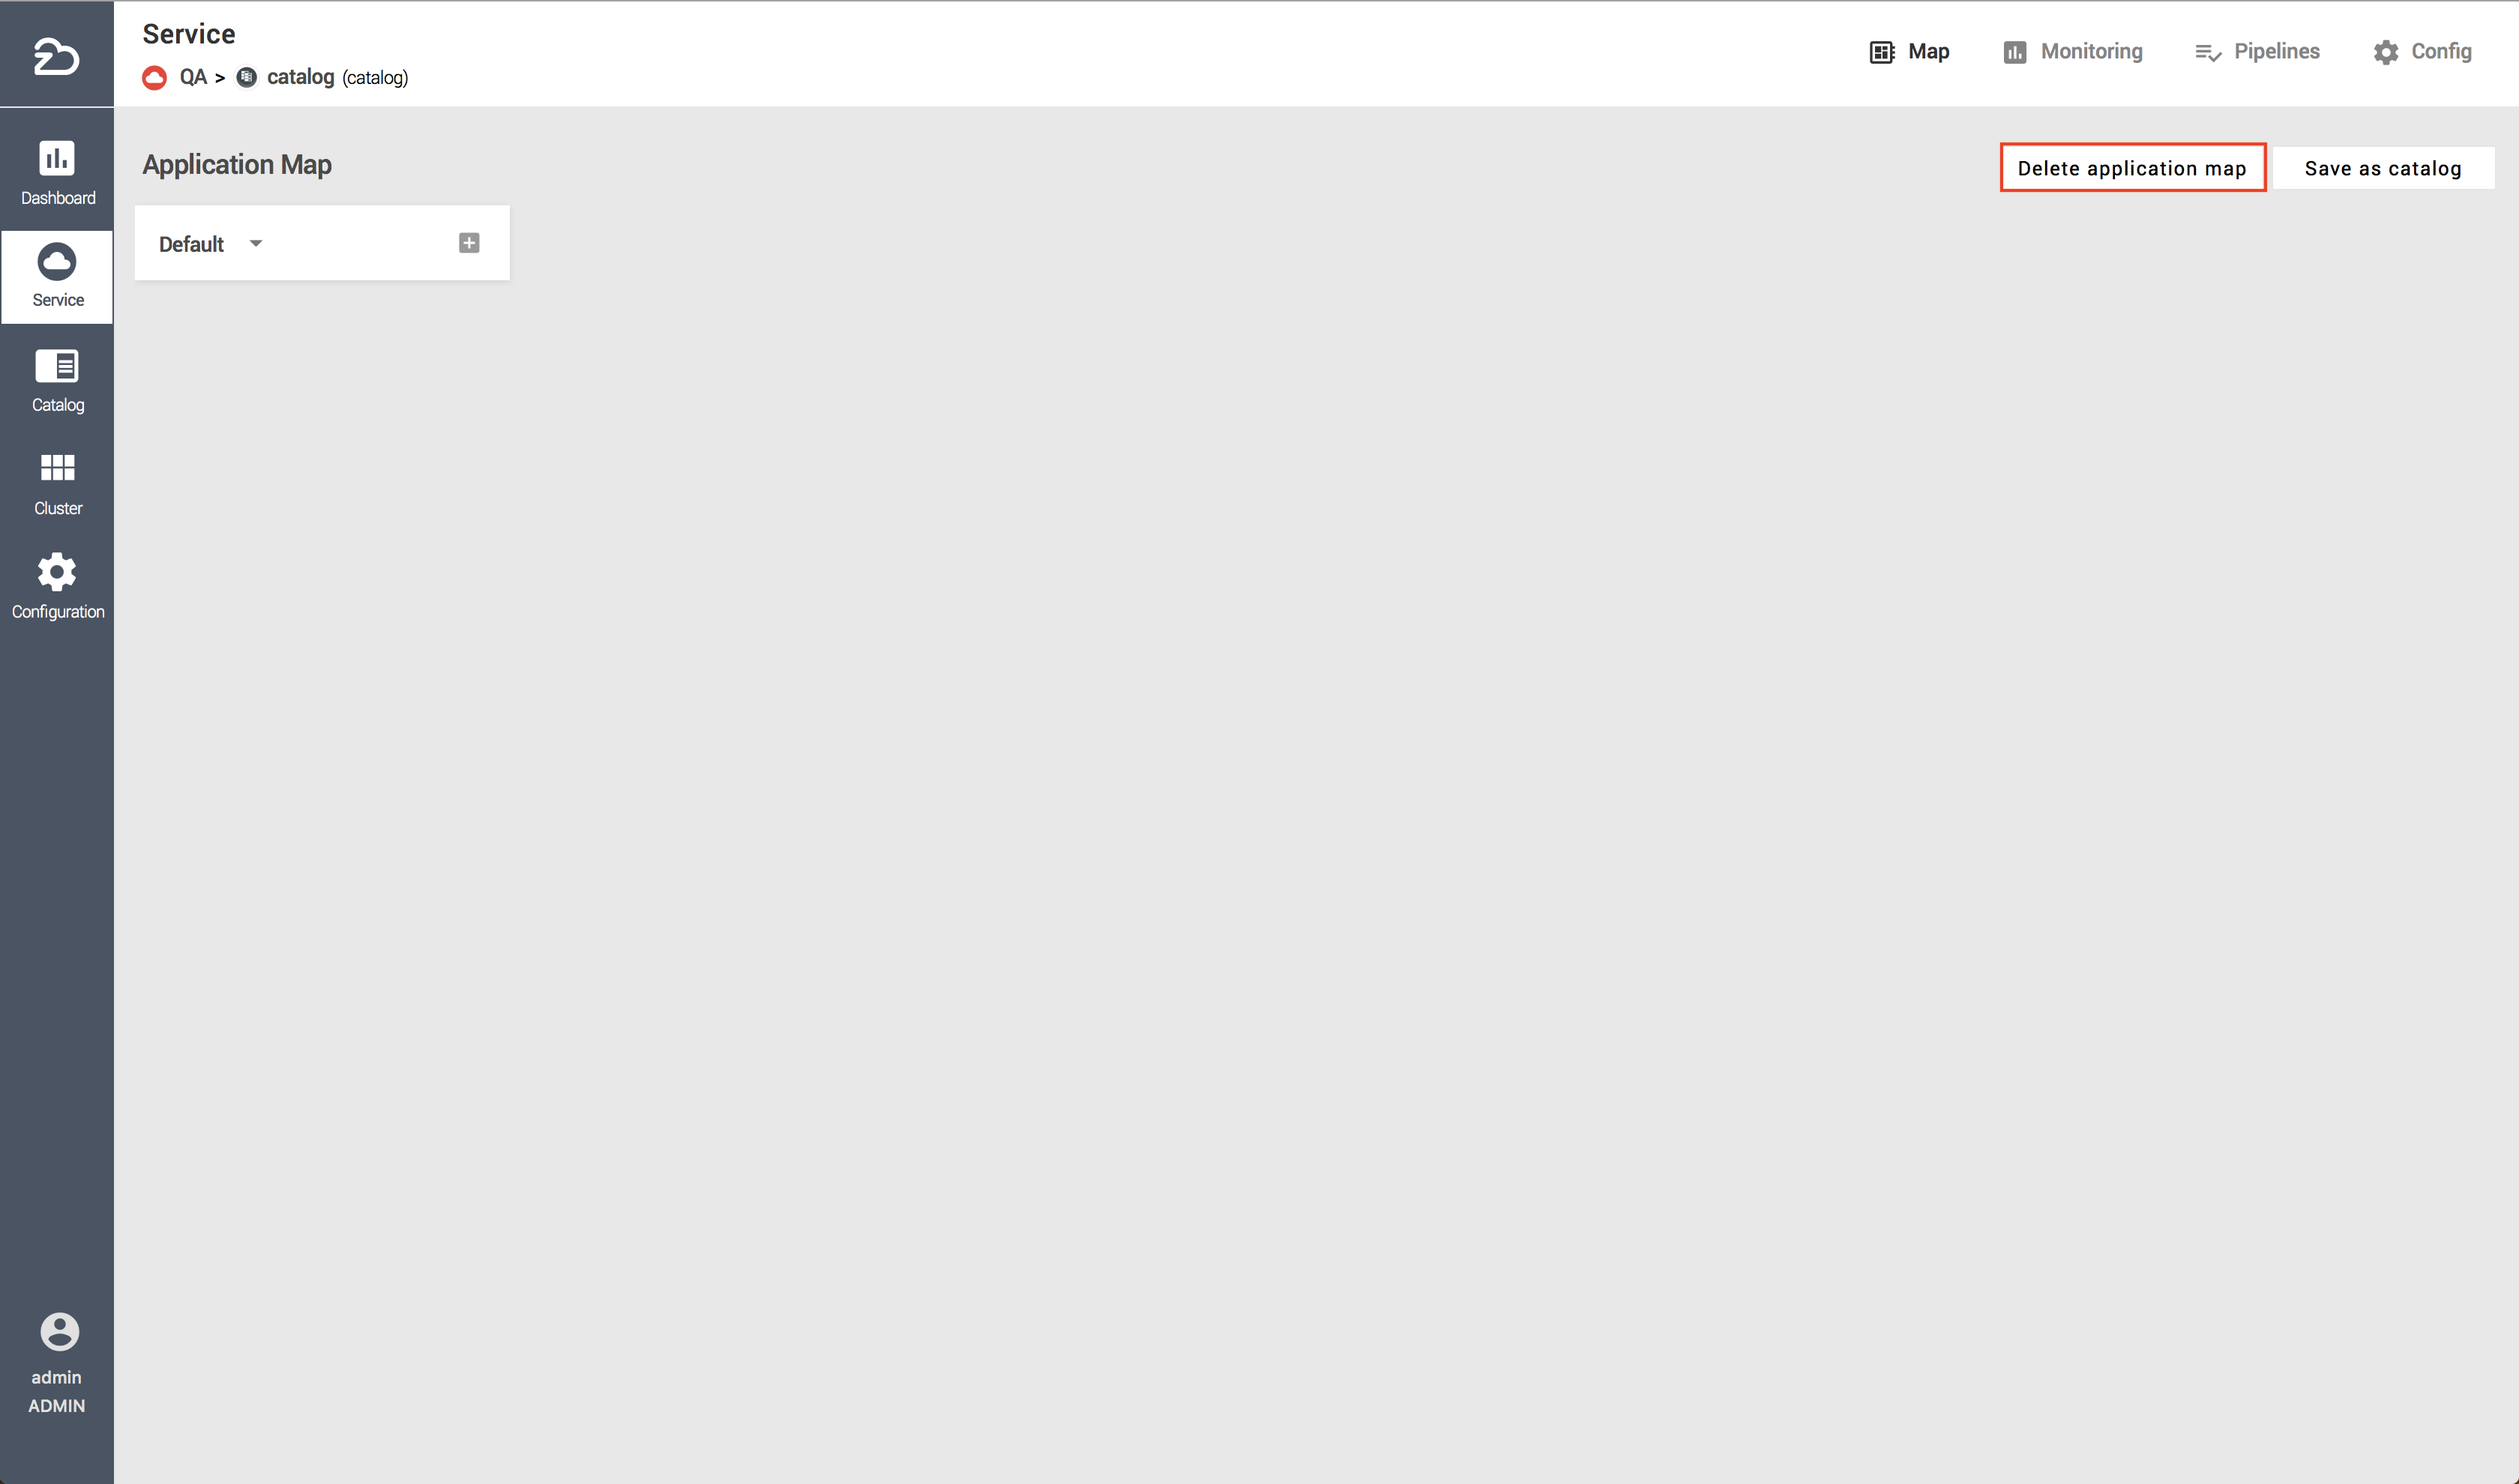 Service
QA > catalog (catalog)
Map
Monitoring
Pipelines
Config
Dashboard
Service
Catalog
Cluster
Configuration
admin
ADMIN
Application Map
Delete application map
Save as catalog
Default